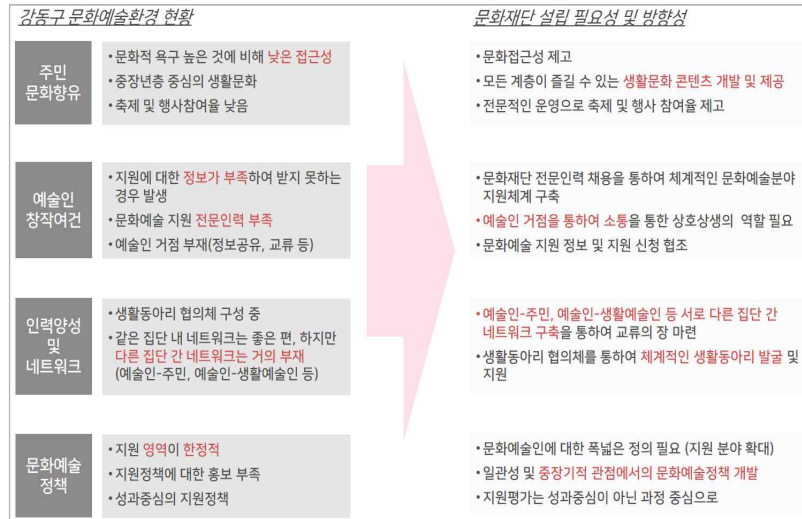 강동구 문화예술환경 현황
문화재단 설립 필요성 및 방향성
주민
문화향유
• 문화적 욕구 높은 것에 비해 낮은 접근성
• 중장년층 중심의 생활문화
• 축제 및 행사참여율 낮음
• 문화접근성 제고
• 모든 계층이 즐길 수 있는 생활문화 콘텐츠 개발 및 제공
• 전문적인 운영으로 축제 및 행사 참여율 제고
예술인
창작여건
• 지원에 대한 정보가 부족하여 받지 못하는
경우 발생
• 문화예술 지원 전문인력 부족
• 예술인 거점 부재(정보공유, 교류 등)
• 문화재단 전문인력 채용을 통하여 체계적인 문화예술분야
지원체계 구축
• 예술인 거점을 통하여 소통을 통한 상호상생의 역할 필요
• 문화예술 지원 정보 및 지원 신청 협조
인력양성
및
네트워크
• 생활동아리 협의체 구성 중
• 같은 집단 내 네트워크는 좋은 편, 하지만
다른 집단 간 네트워크는 거의 부재
(예술인-주민, 예술인-생활예술인 등)
• 예술인-주민, 예술인-생활예술인 등 서로 다른 집단 간
네트워크 구축을 통하여 교류의 장 마련
• 생활동아리 협의체를 통하여 체계적인 생활동아리 발굴 및
지원
문화예술
정책
• 지원 영역이 한정적
• 지원정책에 대한 홍보 부족
• 성과중심의 지원정책
• 문화예술인에 대한 폭넓은 정의 필요 (지원 분야 확대)
• 일관성 및 중장기적 관점에서의 문화예술정책 개발
• 지원평가는 성과중심이 아닌 과정 중심으로